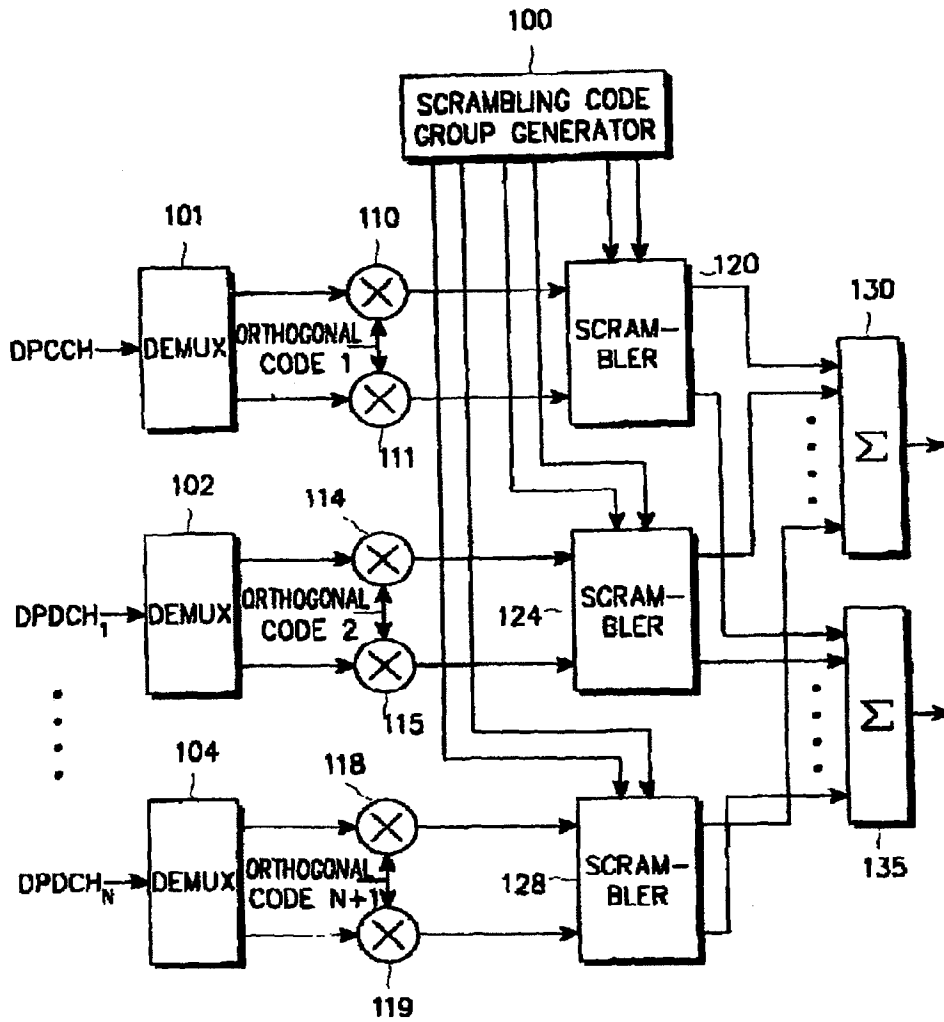 100
SCRAMBLING CODE
GROUP GENERATOR
101
110
120
130
DPCCH
DEMUX
ORTHOGONAL
CODE 1
SCRAM-
BLER
Σ
111
102
114
DPDCH1
DEMUX
ORTHOGONAL
CODE 2
124
SCRAM-
BLER
Σ
115
104
118
135
DPDCHN
DEMUX
ORTHOGONAL
CODE N+1
128
SCRAM-
BLER
119